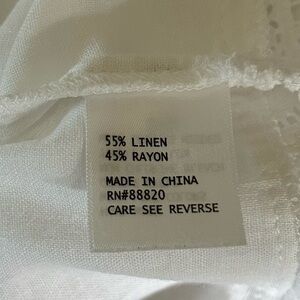 55% LINEN
45% RAYON
MADE IN CHINA
RN#88820
CARE SEE REVERSE